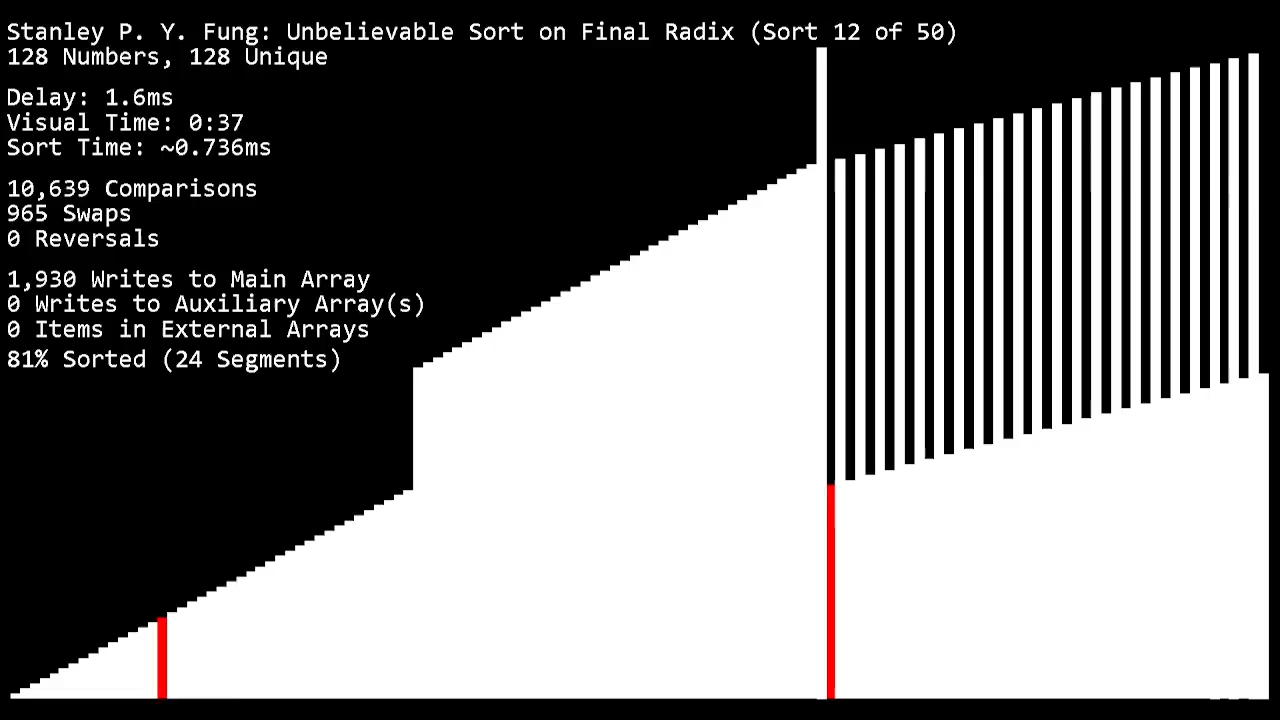 Stanley P. Y. Fung: Unbelievable Sort on Final Radix (Sort 12 of 50)
128 Numbers, 128 Unique
Delay: 1.6ms
Visual Time: 0:37
Sort Time: ~0.736ms
10,639 Comparisons
965 Swaps
0 Reversals
1,930 Writes to Main Array
0 Writes to Auxiliary Array(s)
0 Items in External Arrays
81% Sorted (24 Segments)